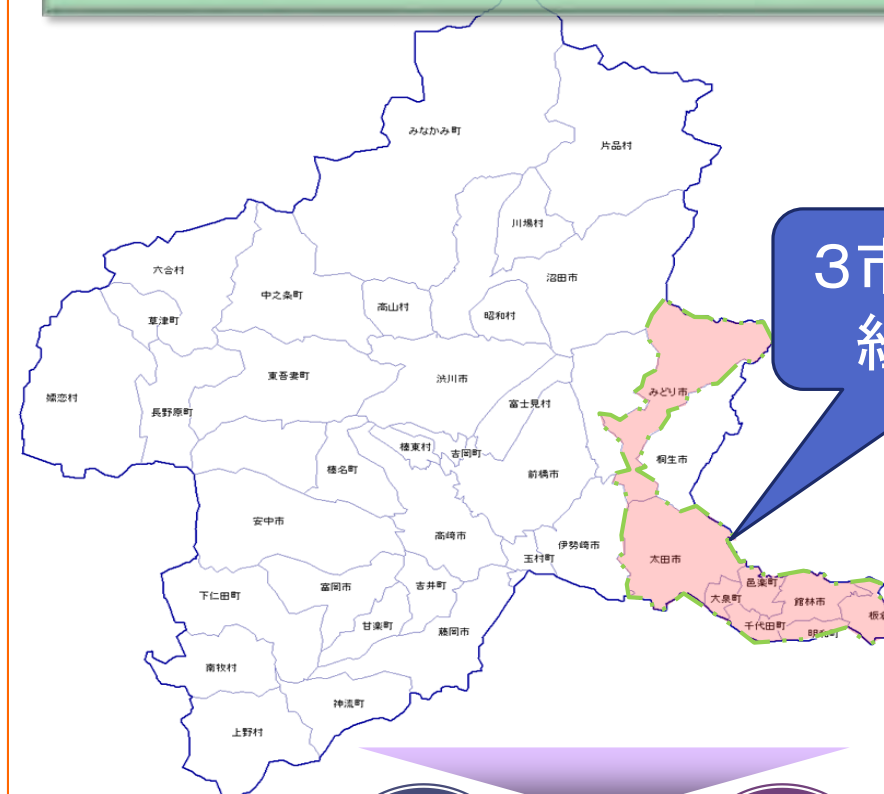 みなかみ町
片品村
川場村
六合村
沼田市
中之条町
高山村
昭和村
草津町
3市
東吾妻町
渋川市
みどり市
嬬恋村
長野原町
富士見村
榛東村
吉岡町
桐生市
榛名町
前橋市
安中市
高崎市
伊勢崎市
玉村町
太田市
邑楽町
下仁田町
富岡市
吉井町
大泉町
館林市
板倉
甘楽町
藤岡市
千代田町
南牧村
神流町
上野村